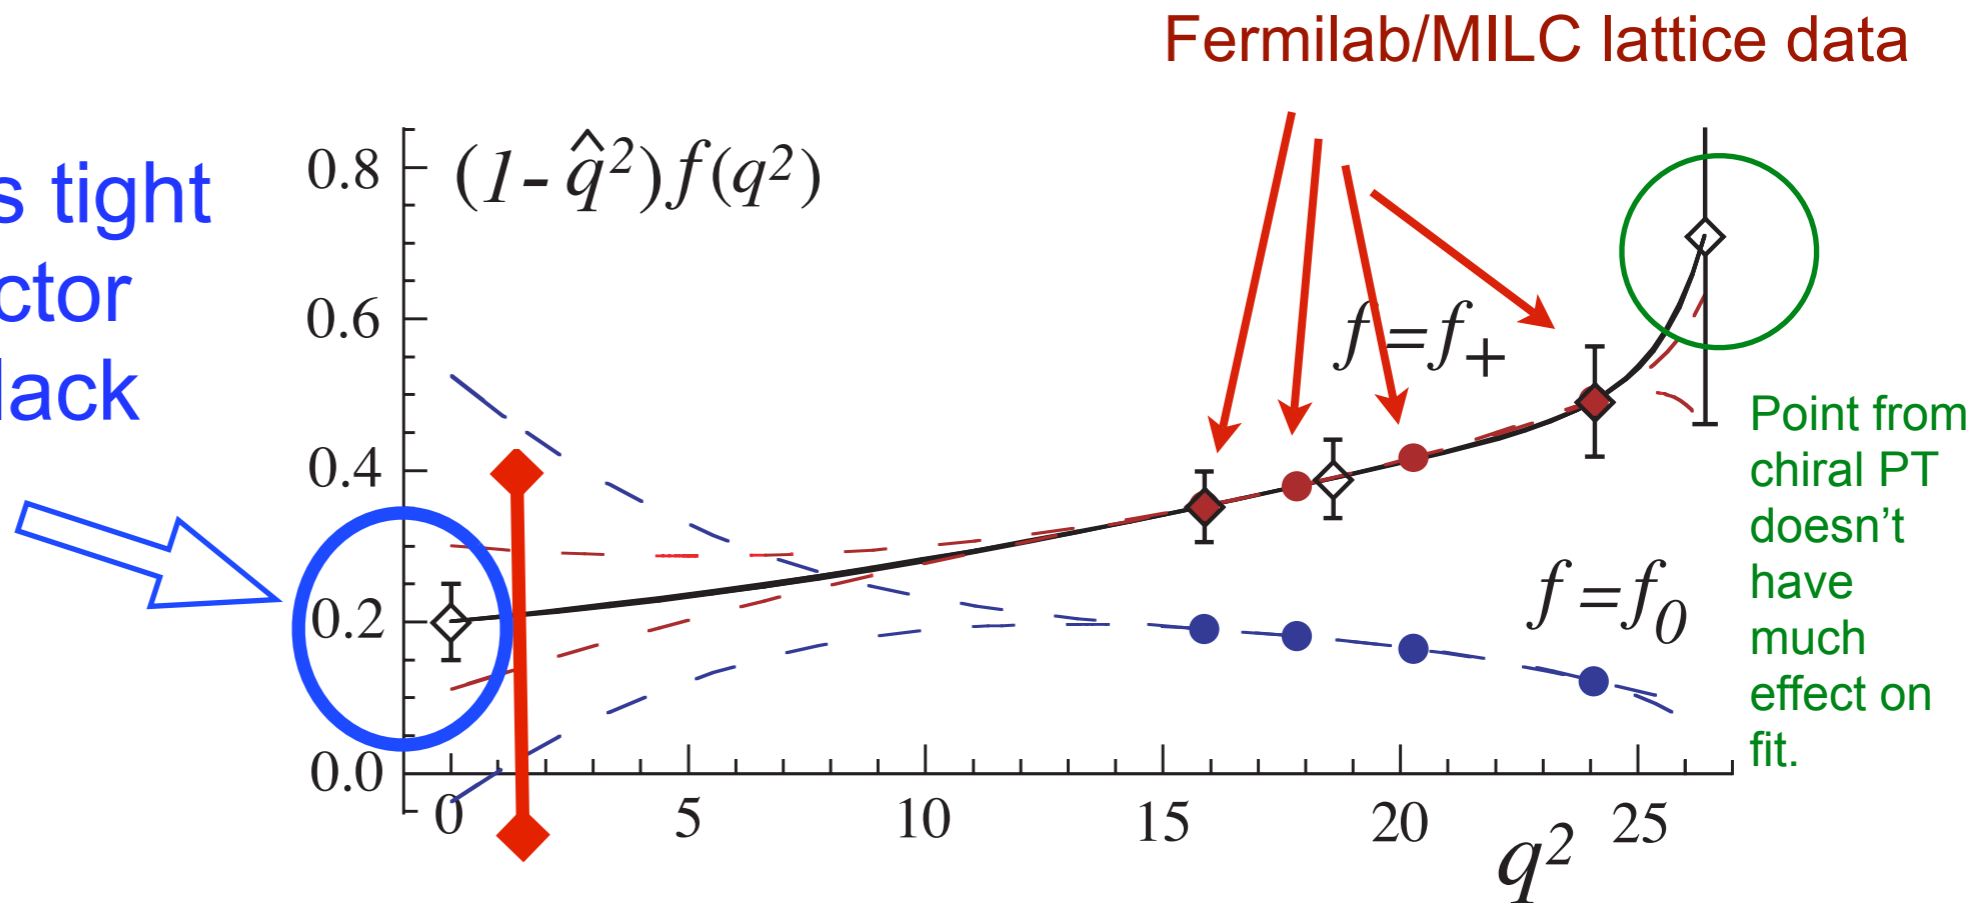 Fermilab/MILC lattice data
s tight
ctor
lack
(1-q̂²)f(q²)
0.8
0.6
0.4
0.2
0.0
f=f₊
f=f₀
Point from
chiral PT
doesn’t
have
much
effect on
fit.
0 5 10 15 20 25
q²